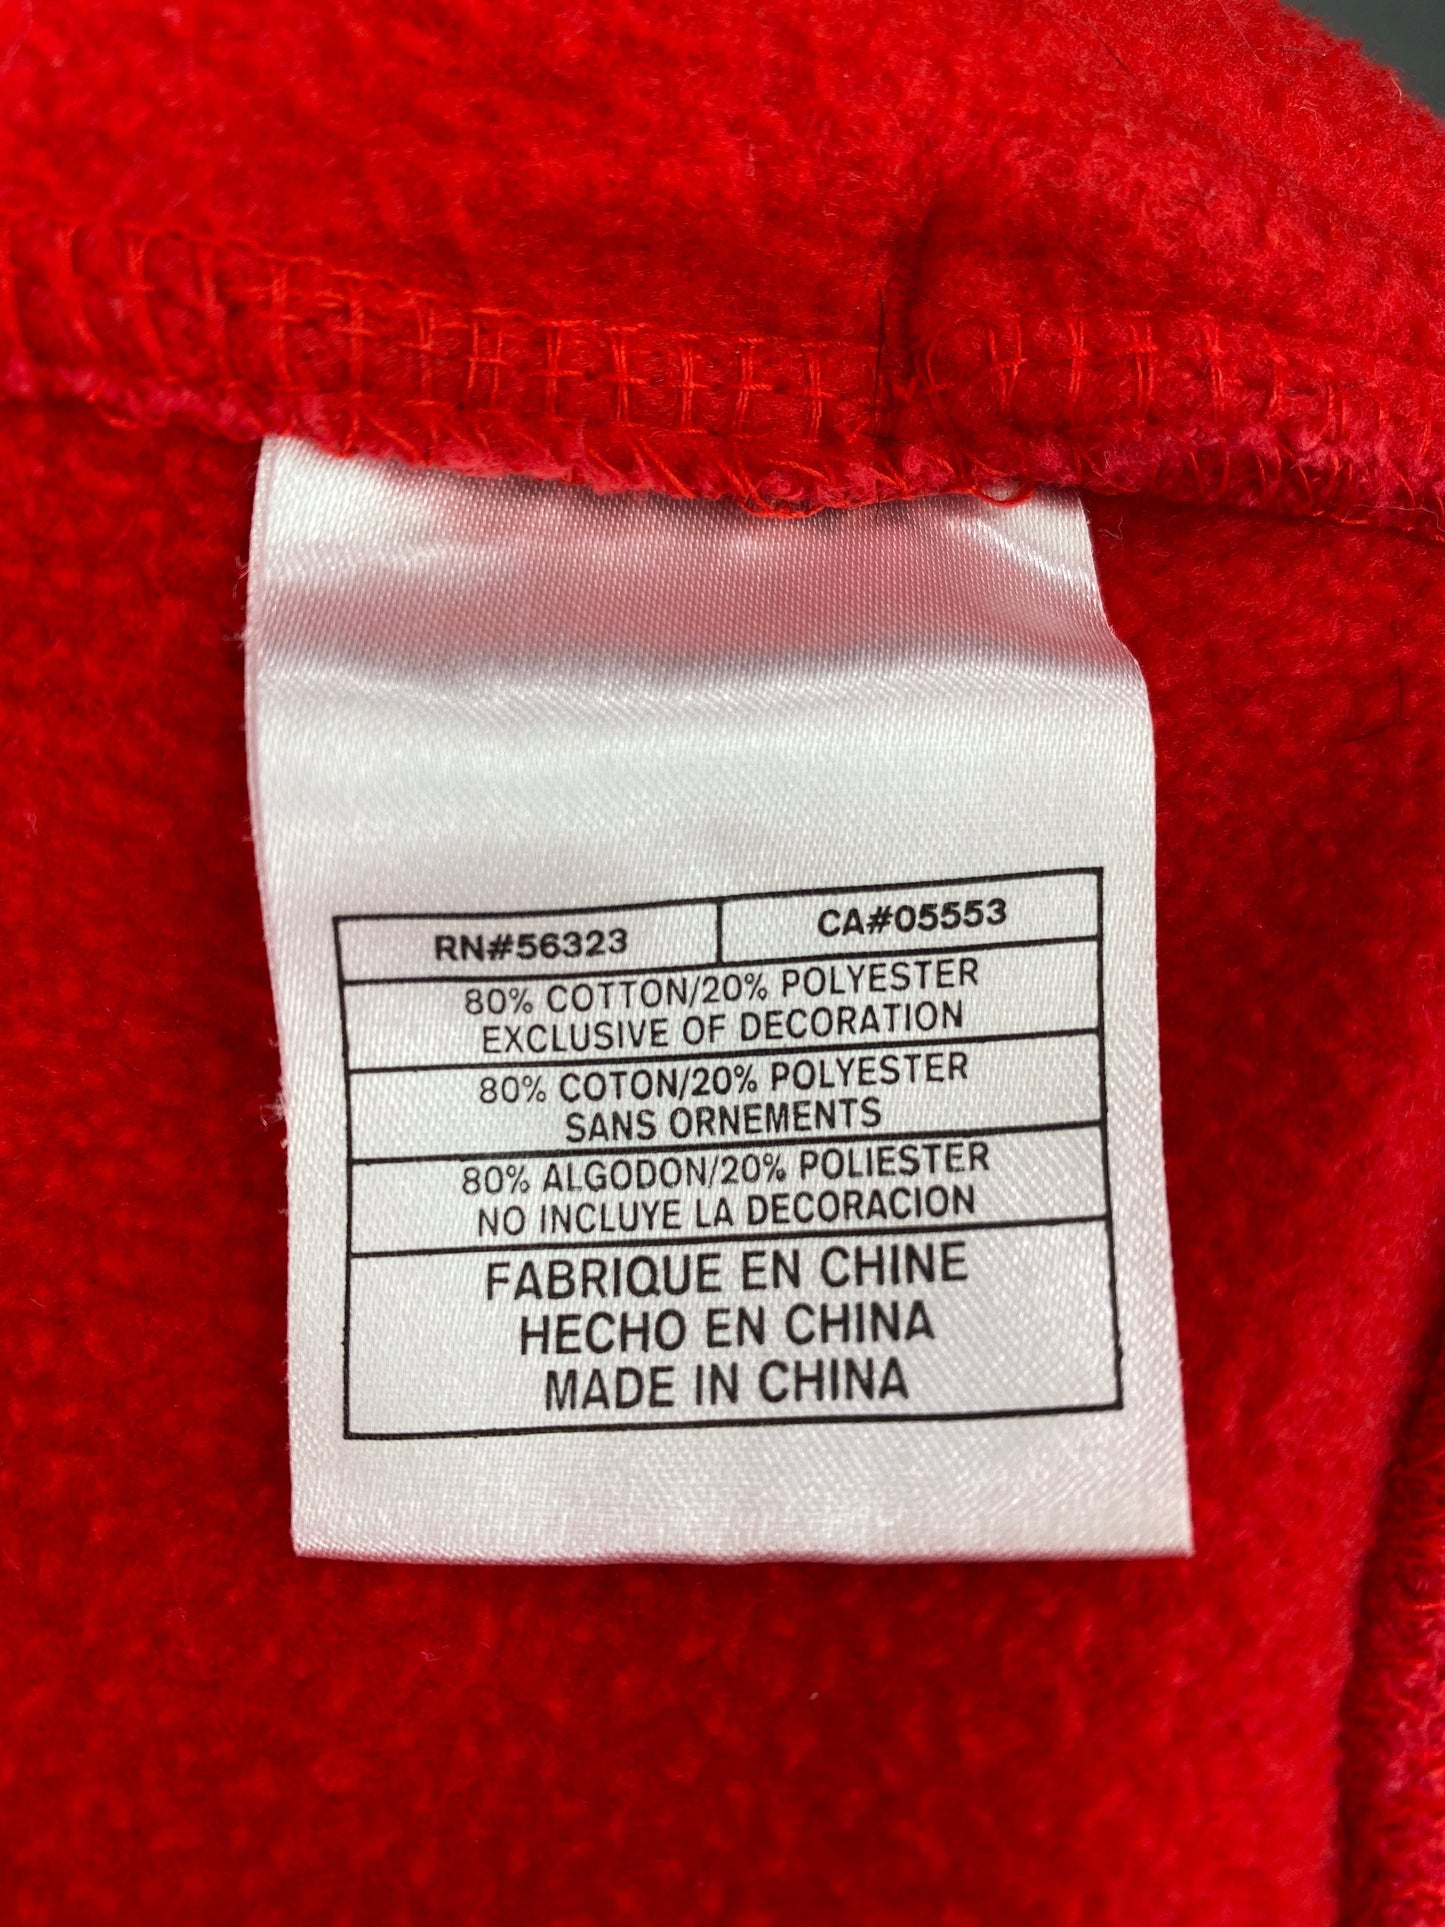 RN#56323 CA#05553
80% COTTON/20% POLYESTER
EXCLUSIVE OF DECORATION
80% COTON/20% POLYESTER
SANS ORNEMENTS
80% ALGODON/20% POLIESTER
NO INCLUYE LA DECORACION
FABRIQUE EN CHINE
HECHO EN CHINA
MADE IN CHINA